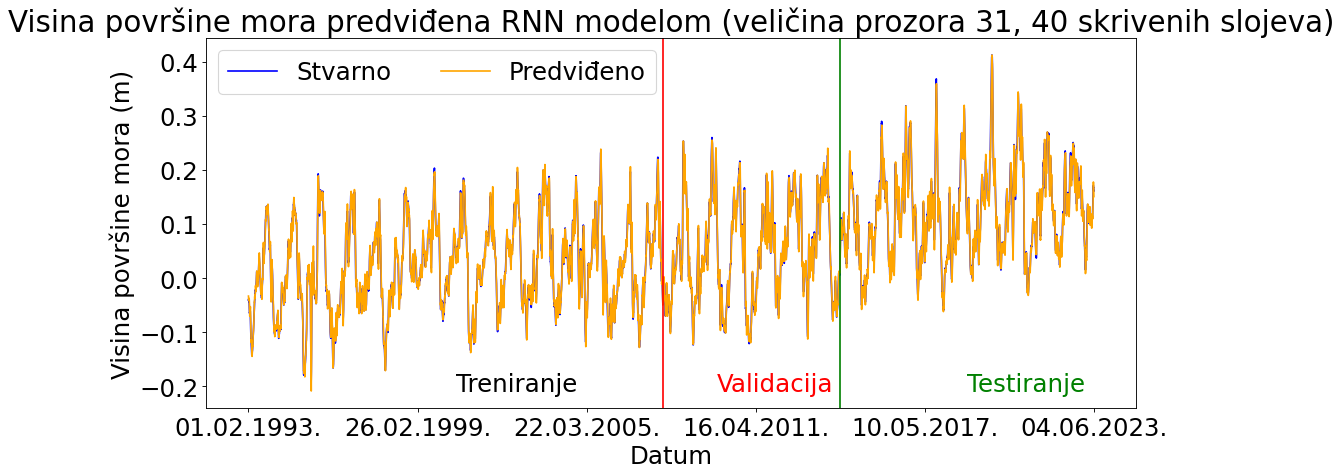 Visina površine mora predviđena RNN modelom (veličina prozora 31, 40 skrivenih slojeva)
Stvarno Predviđeno
Visina površine mora (m)
0.4
0.3
0.2
0.1
0.0
−0.1
−0.2
Treniranje Validacija Testiranje
01.02.1993. 26.02.1999. 22.03.2005. 16.04.2011. 10.05.2017. 04.06.2023.
Datum